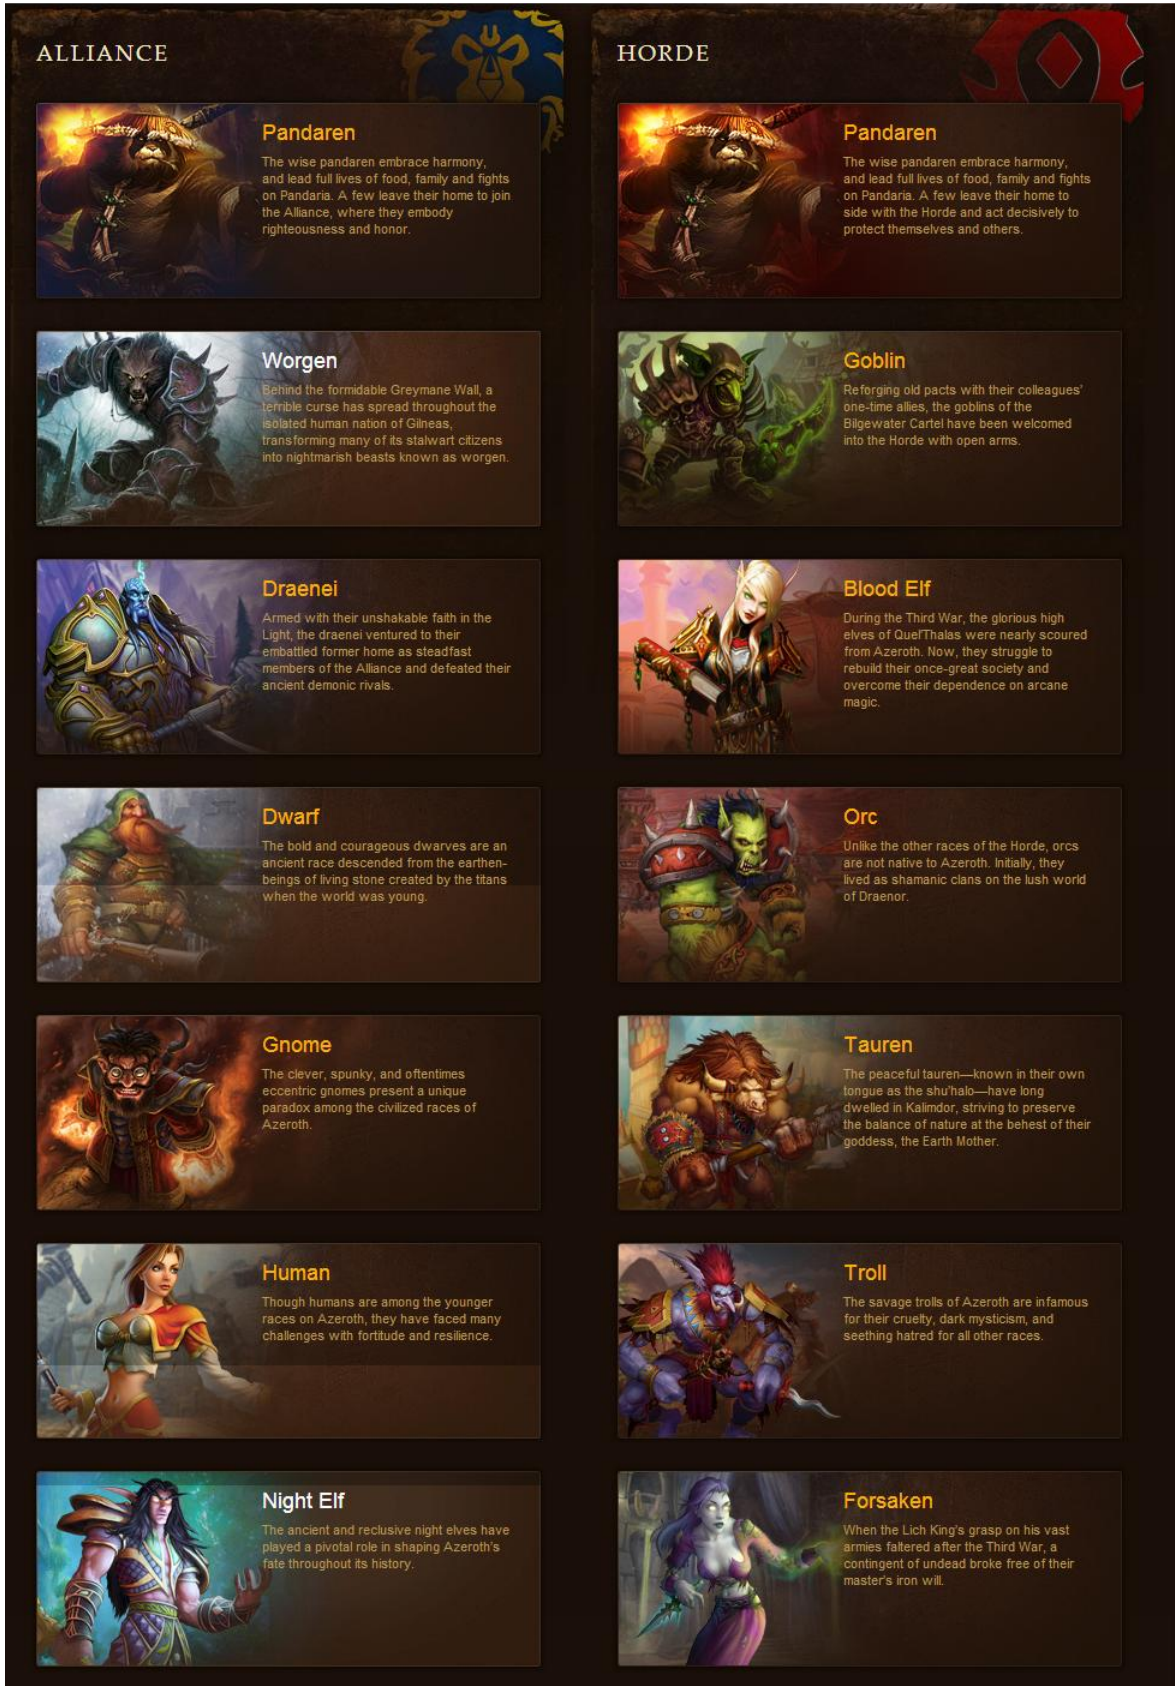 ALLIANCE
Pandaren
The wise pandaren embrace harmony,
and lead full lives of food, family and fights
on Pandaria. A few leave their home to join
the Alliance, where they embody
righteousness and honor.
Worgen
Behind the formidable Greymane Wall, a
terrible curse has spread throughout the
isolated human nation of Gilneas,
transforming many of its stalwart citizens
into nightmarish beasts known as worgen.
Draenei
Armed with their unshakable faith in the
Light, the draenei ventured to their
embattled former home as steadfast
members of the Alliance and defeated their
ancient demonic rivals.
Dwarf
The bold and courageous dwarves are an
ancient race descended from the earthen-
beings of living stone created by the titans
when the world was young.
Gnome
The clever, spunky, and oftentimes
eccentric gnomes present a unique
paradox among the civilized races of
Azeroth.
Human
Though humans are among the younger
races on Azeroth, they have faced many
challenges with fortitude and resilience.
Night Elf
The ancient and reclusive night elves have
played a pivotal role in shaping Azeroth's
fate throughout its history.
HORDE
Pandaren
The wise pandaren embrace harmony,
and lead full lives of food, family and fights
on Pandaria. A few leave their home to
side with the Horde and act decisively to
protect themselves and others.
Goblin
Reforging old pacts with their colleagues'
one-time allies, the goblins of the
Bilgewater Cartel have been welcomed
into the Horde with open arms.
Blood Elf
During the Third War, the glorious high
elves of Quel'Thalas were nearly scoured
from Azeroth. Now, they struggle to
rebuild their once-great society and
overcome their dependence on arcane
magic.
Orc
Unlike the other races of the Horde, orcs
are not native to Azeroth. Initially, they
lived as shamanic clans on the lush world
of Draenor.
Tauren
The peaceful tauren—known in their own
tongue as the shu'halo—have long
dwelled in Kalimdor, striving to preserve
the balance of nature at the behest of their
goddess, the Earth Mother.
Troll
The savage trolls of Azeroth are infamous
for their cruelty, dark mysticism, and
seething hatred for all other races.
Forsaken
When the Lich King's grasp on his vast
armies faltered after the Third War, a
contingent of undead broke free of their
master's iron will.